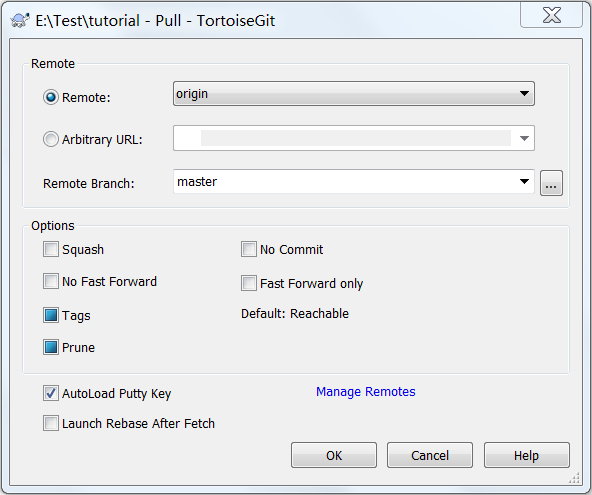 E:\Test\tutorial - Pull - TortoiseGit
Remote
Remote:
origin
Arbitrary URL:
Remote Branch:
master
...
Options
Squash
No Commit
No Fast Forward
Fast Forward only
Tags
Default: Reachable
Prune
AutoLoad Putty Key
Manage Remotes
Launch Rebase After Fetch
OK
Cancel
Help